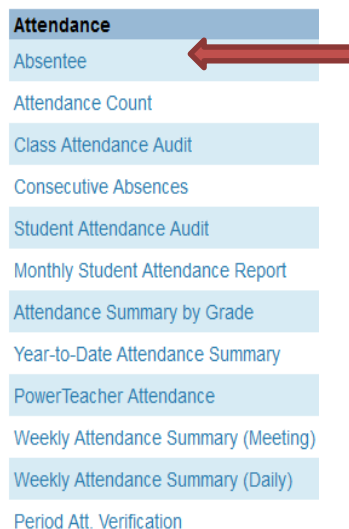 Attendance
Absentee
Attendance Count
Class Attendance Audit
Consecutive Absences
Student Attendance Audit
Monthly Student Attendance Report
Attendance Summary by Grade
Year-to-Date Attendance Summary
PowerTeacher Attendance
Weekly Attendance Summary (Meeting)
Weekly Attendance Summary (Daily)
Period Att. Verification